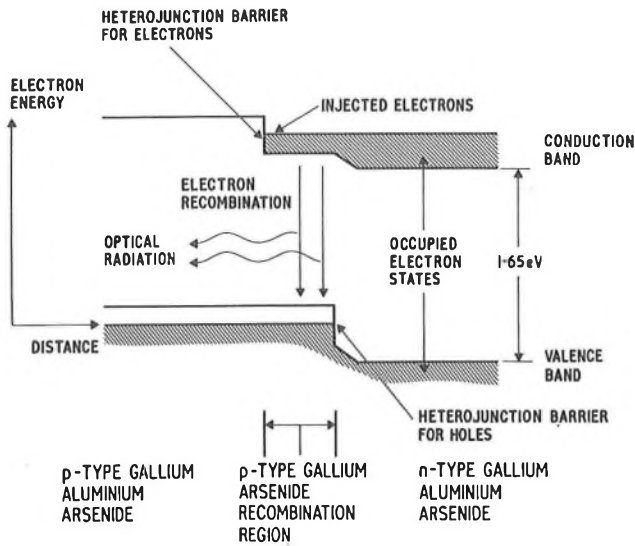 HETEROJUNCTION BARRIER
FOR ELECTRONS
ELECTRON
ENERGY
INJECTED ELECTRONS
CONDUCTION
BAND
ELECTRON
RECOMBINATION
OPTICAL
RADIATION
OCCUPIED
ELECTRON
STATES
1·65eV
DISTANCE
VALENCE
BAND
HETEROJUNCTION BARRIER
FOR HOLES
p-TYPE GALLIUM
ALUMINIUM
ARSENIDE
p-TYPE GALLIUM
ARSENIDE
RECOMBINATION
REGION
n-TYPE GALLIUM
ALUMINIUM
ARSENIDE